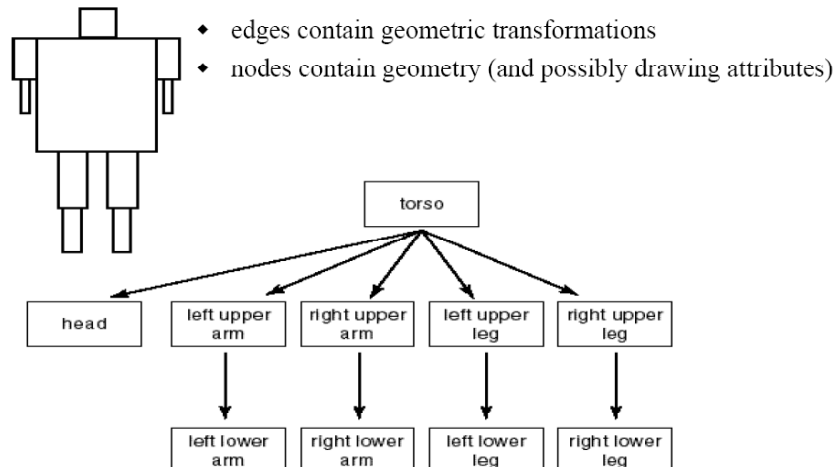 edges contain geometric transformations
nodes contain geometry (and possibly drawing attributes)
torso
head
left upper
arm
right upper
arm
left upper
leg
right upper
leg
left lower
arm
right lower
arm
left lower
leg
right lower
leg